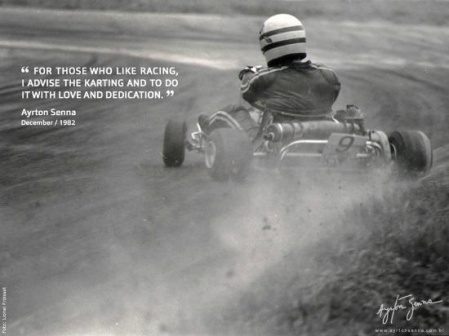 “ FOR THOSE WHO LIKE RACING,
I ADVISE THE KARTING AND TO DO
IT WITH LOVE AND DEDICATION. ”
Ayrton Senna
December / 1982
9
Ayrton Senna
www.ayrtonsenna.com.br